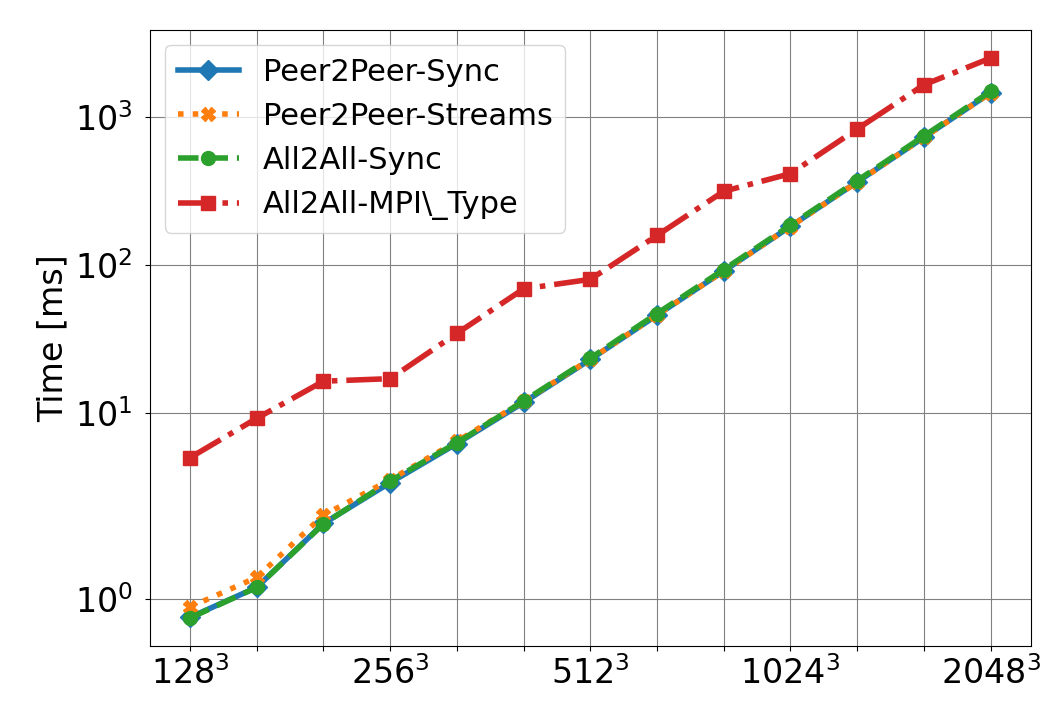 Peer2Peer-Sync
Peer2Peer-Streams
All2All-Sync
All2All-MPI\_Type
Time [ms]
10³
10²
10¹
10⁰
128³ 256³ 512³ 1024³ 2048³